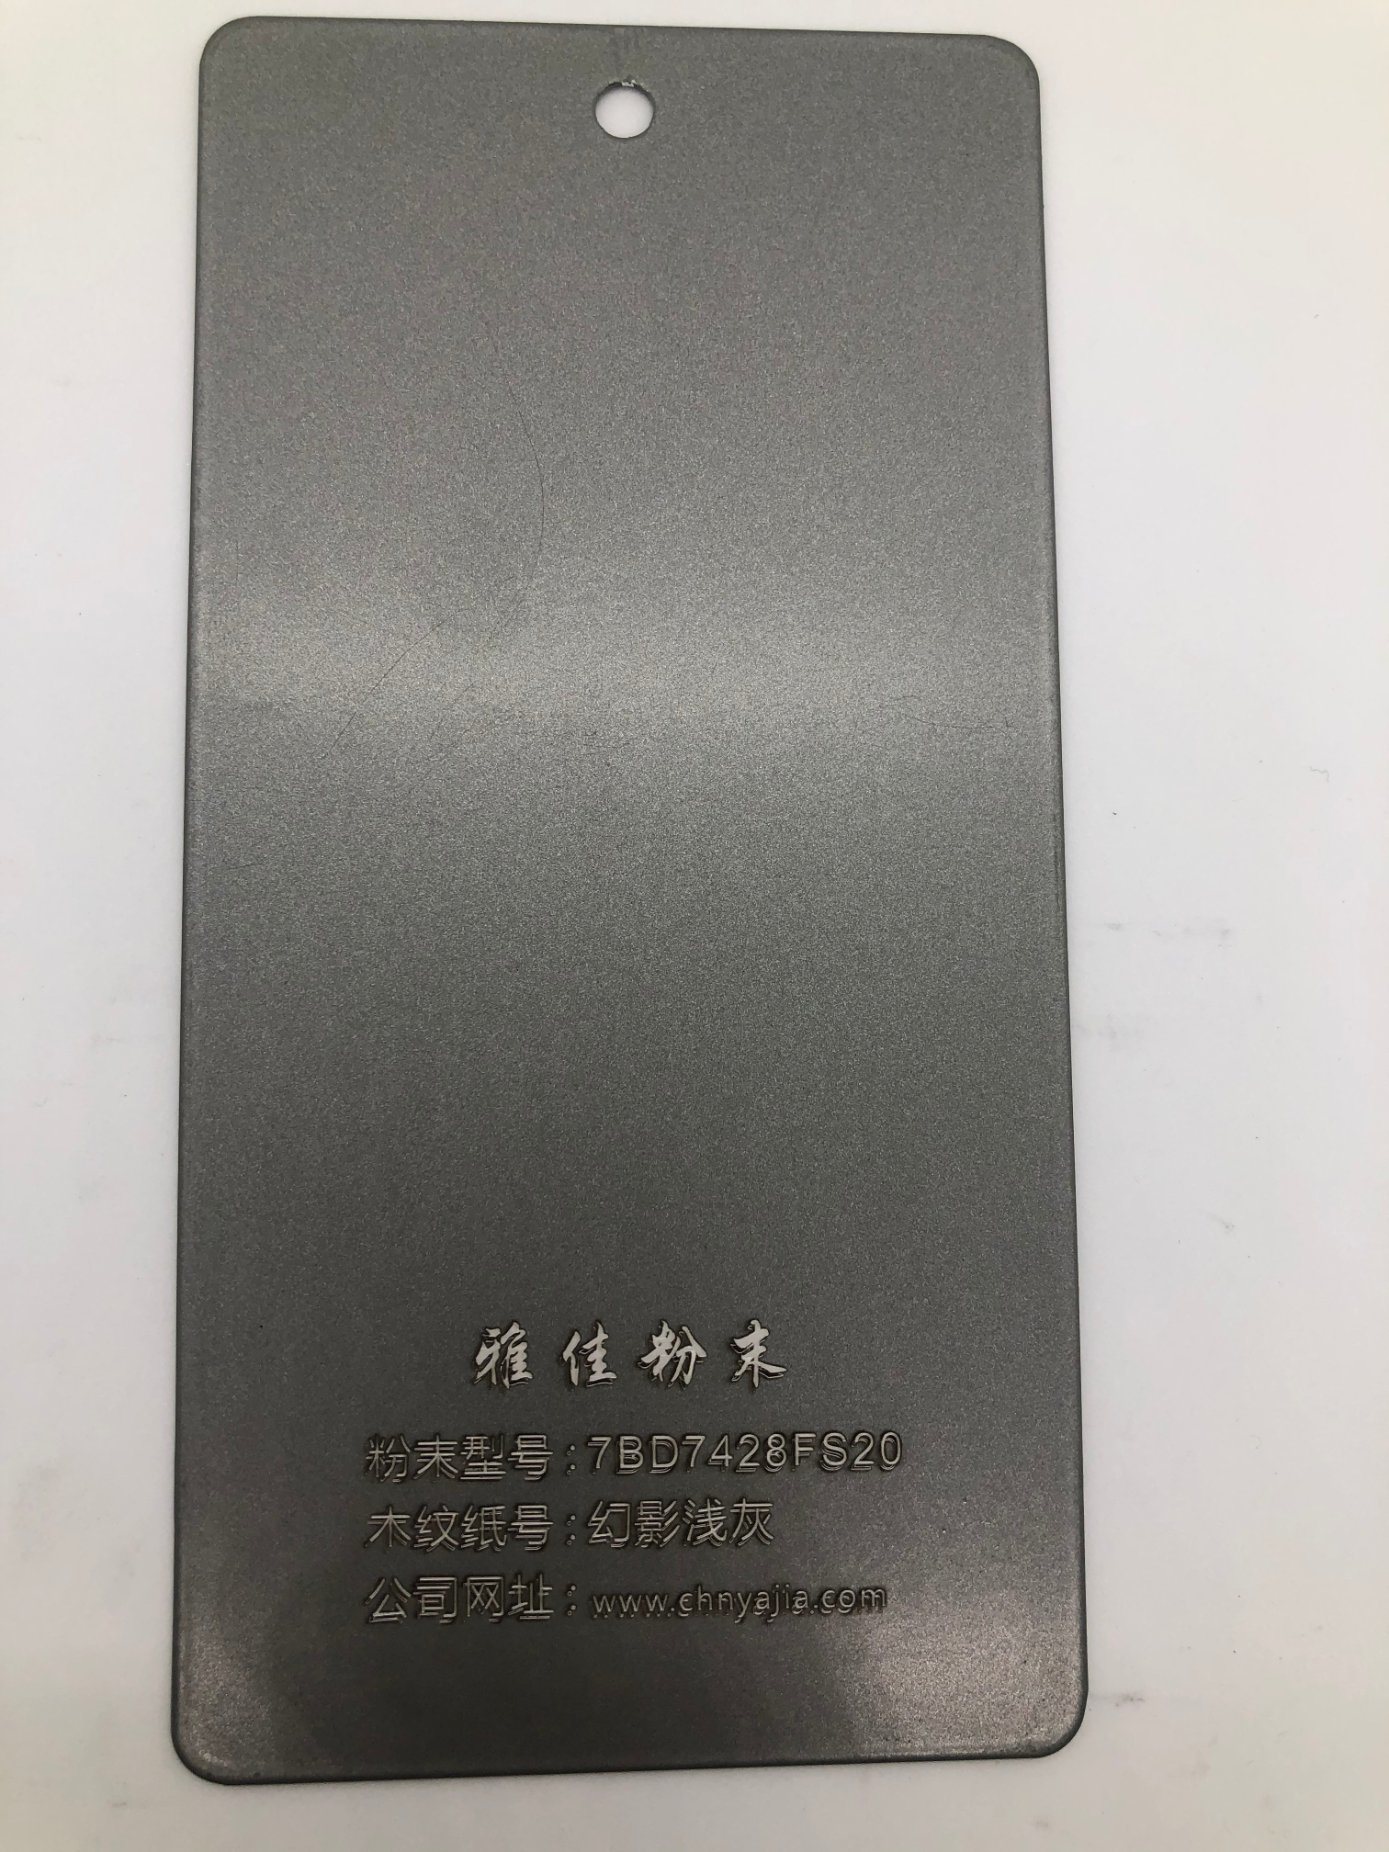 雅佳粉末
粉末型号:7BD7428FS20
木纹纸号:幻影浅灰
公司网址:www.chnyajia.com